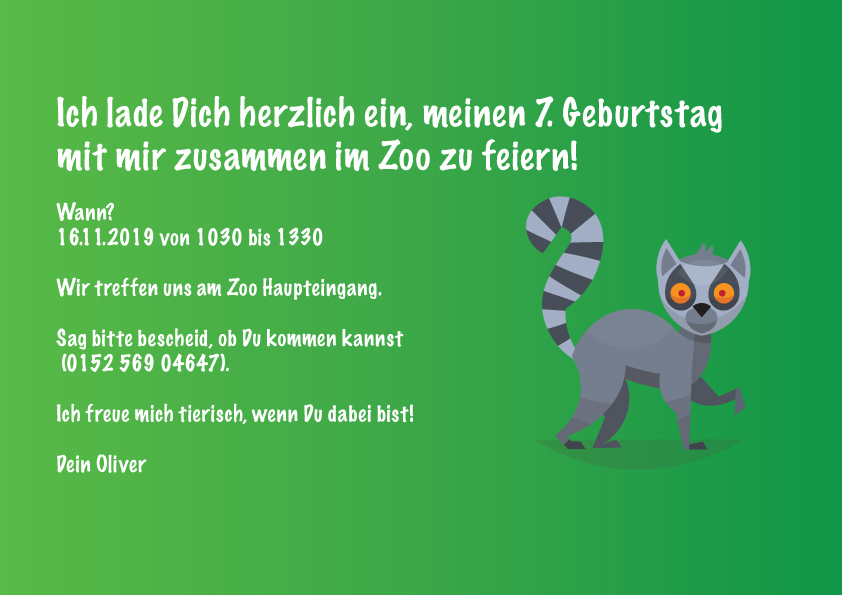 Ich lade Dich herzlich ein, meinen 7. Geburtstag
mit mir zusammen im Zoo zu feiern!
Wann?
16.11.2019 von 1030 bis 1330
Wir treffen uns am Zoo Haupteingang.
Sag bitte bescheid, ob Du kommen kannst
(0152 569 04647).
Ich freue mich tierisch, wenn Du dabei bist!
Dein Oliver